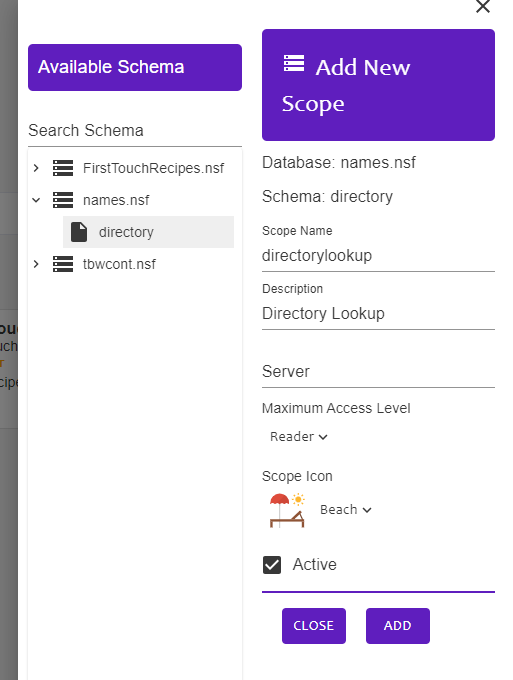 Available Schema
Search Schema
FirstTouchRecipes.nsf
names.nsf
directory
tbwcont.nsf
Add New
Scope
Database: names.nsf
Schema: directory
Scope Name
directorylookup
Description
Directory Lookup
Server
Maximum Access Level
Reader
Scope Icon
Beach
Active
CLOSE
ADD